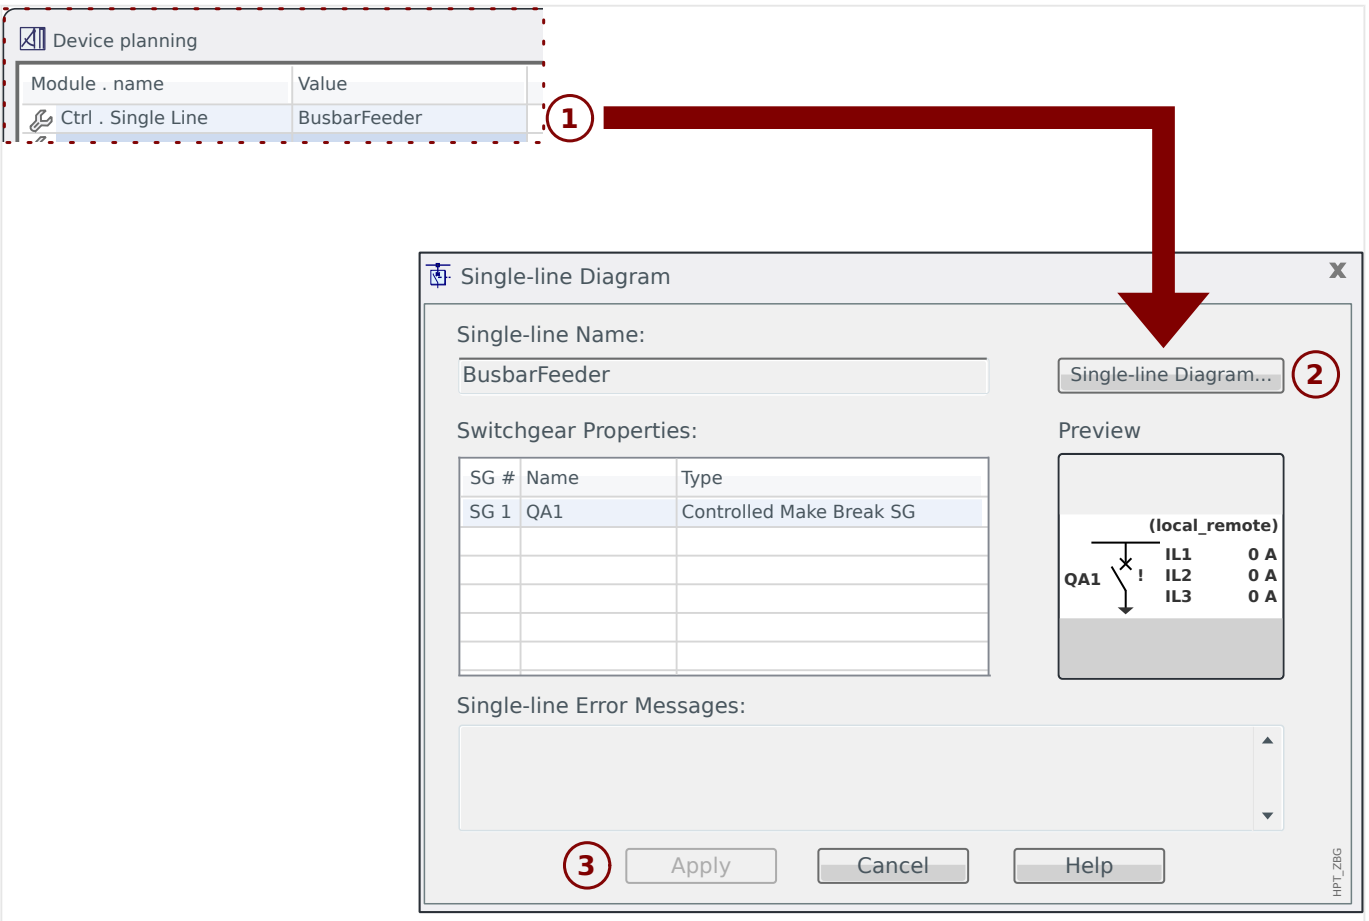 Device planning
Module . name Value
Ctrl . Single Line BusbarFeeder
1
Single-line Diagram X
Single-line Name:
BusbarFeeder
Single-line Diagram...
2
Switchgear Properties:
SG # Name Type
SG 1 QA1 Controlled Make Break SG
Preview
(local_remote)
IL1 0 A
QA1 ! IL2 0 A
IL3 0 A
Single-line Error Messages:
3
Apply Cancel Help
HPT_ZBG